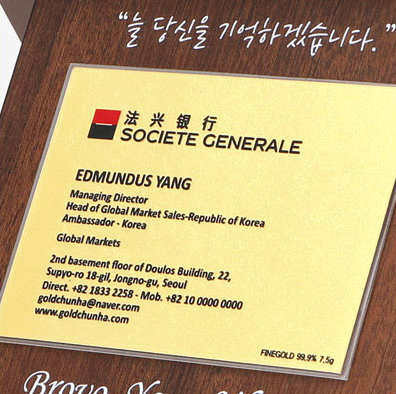 “늘 당신을 기억하겠습니다.”
法兴银行
SOCIETE GENERALE
EDMUNDUS YANG
Managing Director
Head of Global Market Sales-Republic of Korea
Ambassador - Korea
Global Markets
2nd basement floor of Doulos Building, 22,
Supyo-ro 18-gil, Jongno-gu, Seoul
Direct. +82 1833 2258 - Mob. +82 10 0000 0000
goldchunha@naver.com
www.goldchunha.com
FINEGOLD 99.9% 7.5g
Bravo